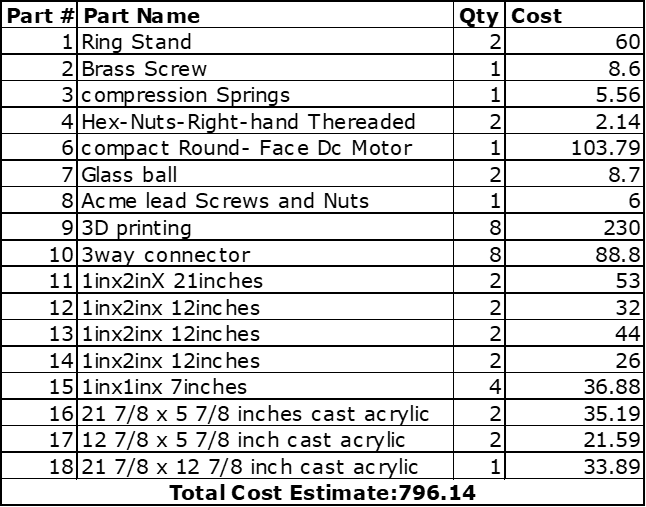 Part # Part Name Qty Cost
1 Ring Stand 2 60
2 Brass Screw 1 8.6
3 compression Springs 1 5.56
4 Hex-Nuts-Right-hand Thereaded 2 2.14
6 compact Round- Face Dc Motor 1 103.79
7 Glass ball 2 8.7
8 Acme lead Screws and Nuts 1 6
9 3D printing 8 230
10 3way connector 8 88.8
11 1inx2inX 21inches 2 53
12 1inx2inx 12inches 2 32
13 1inx2inx 12inches 2 44
14 1inx2inx 12inches 2 26
15 1inx1inx 7inches 4 36.88
16 21 7/8 x 5 7/8 inches cast acrylic 2 35.19
17 12 7/8 x 5 7/8 inch cast acrylic 2 21.59
18 21 7/8 x 12 7/8 inch cast acrylic 1 33.89
Total Cost Estimate:796.14